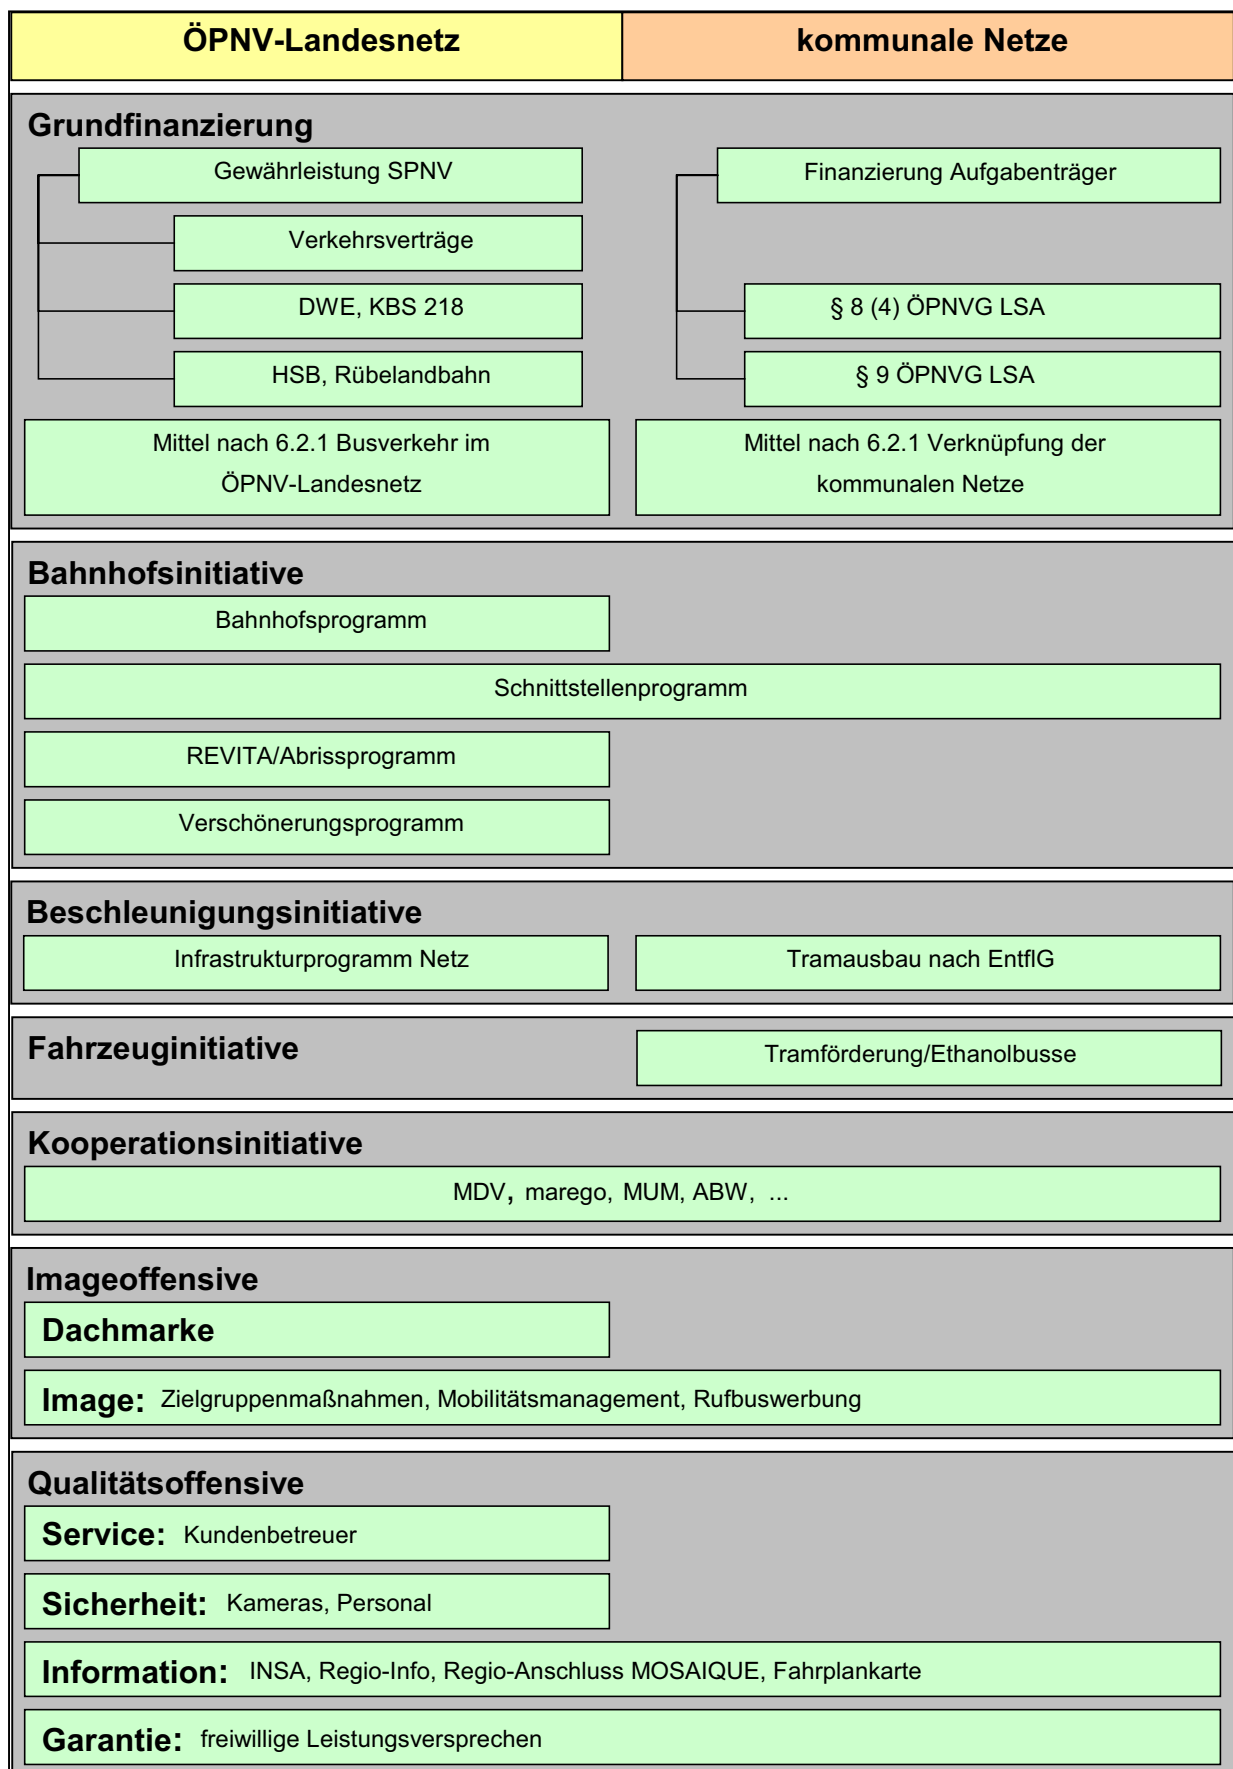 ÖPNV-Landesnetz
kommunale Netze
Grundfinanzierung
Gewährleistung SPNV
Finanzierung Aufgabenträger
Verkehrsverträge
DWE, KBS 218
§ 8 (4) ÖPNVG LSA
HSB, Rübelandbahn
§ 9 ÖPNVG LSA
Mittel nach 6.2.1 Busverkehr im
ÖPNV-Landesnetz
Mittel nach 6.2.1 Verknüpfung der
kommunalen Netze
Bahnhofsinitiative
Bahnhofsprogramm
Schnittstellenprogramm
REVITA/Abrissprogramm
Verschönerungsprogramm
Beschleunigungsinitiative
Infrastrukturprogramm Netz
Tramausbau nach EntflG
Fahrzeuginitiative
Tramförderung/Ethanolbusse
Kooperationsinitiative
MDV, marego, MUM, ABW, ...
Imageoffensive
Dachmarke
Image: Zielgruppenmaßnahmen, Mobilitätsmanagement, Rufbuswerbung
Qualitätsoffensive
Service: Kundenbetreuer
Sicherheit: Kameras, Personal
Information: INSA, Regio-Info, Regio-Anschluss MOSAIQUE, Fahrplankarte
Garantie: freiwillige Leistungsversprechen